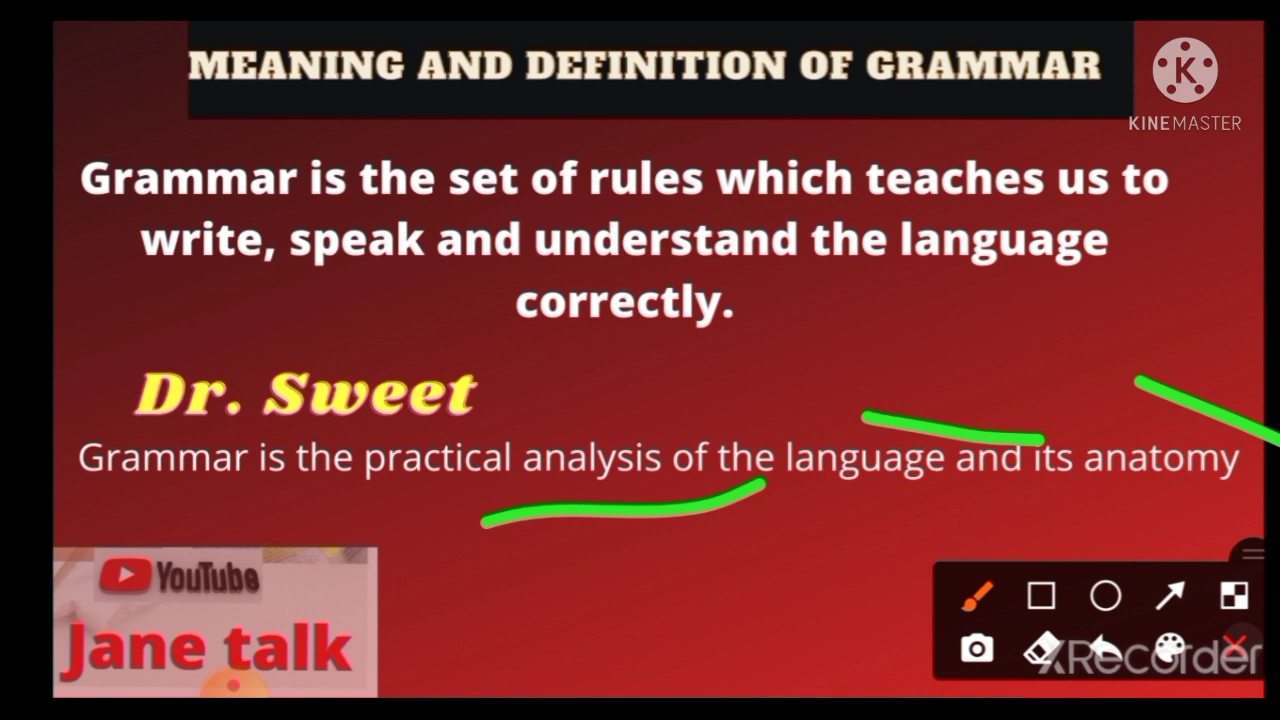 MEANING AND DEFINITION OF GRAMMAR
KINEMASTER
Grammar is the set of rules which teaches us to
write, speak and understand the language
correctly.
Dr. Sweet
Grammar is the practical analysis of the language and its anatomy
YouTube
Jane talk
XRecorder